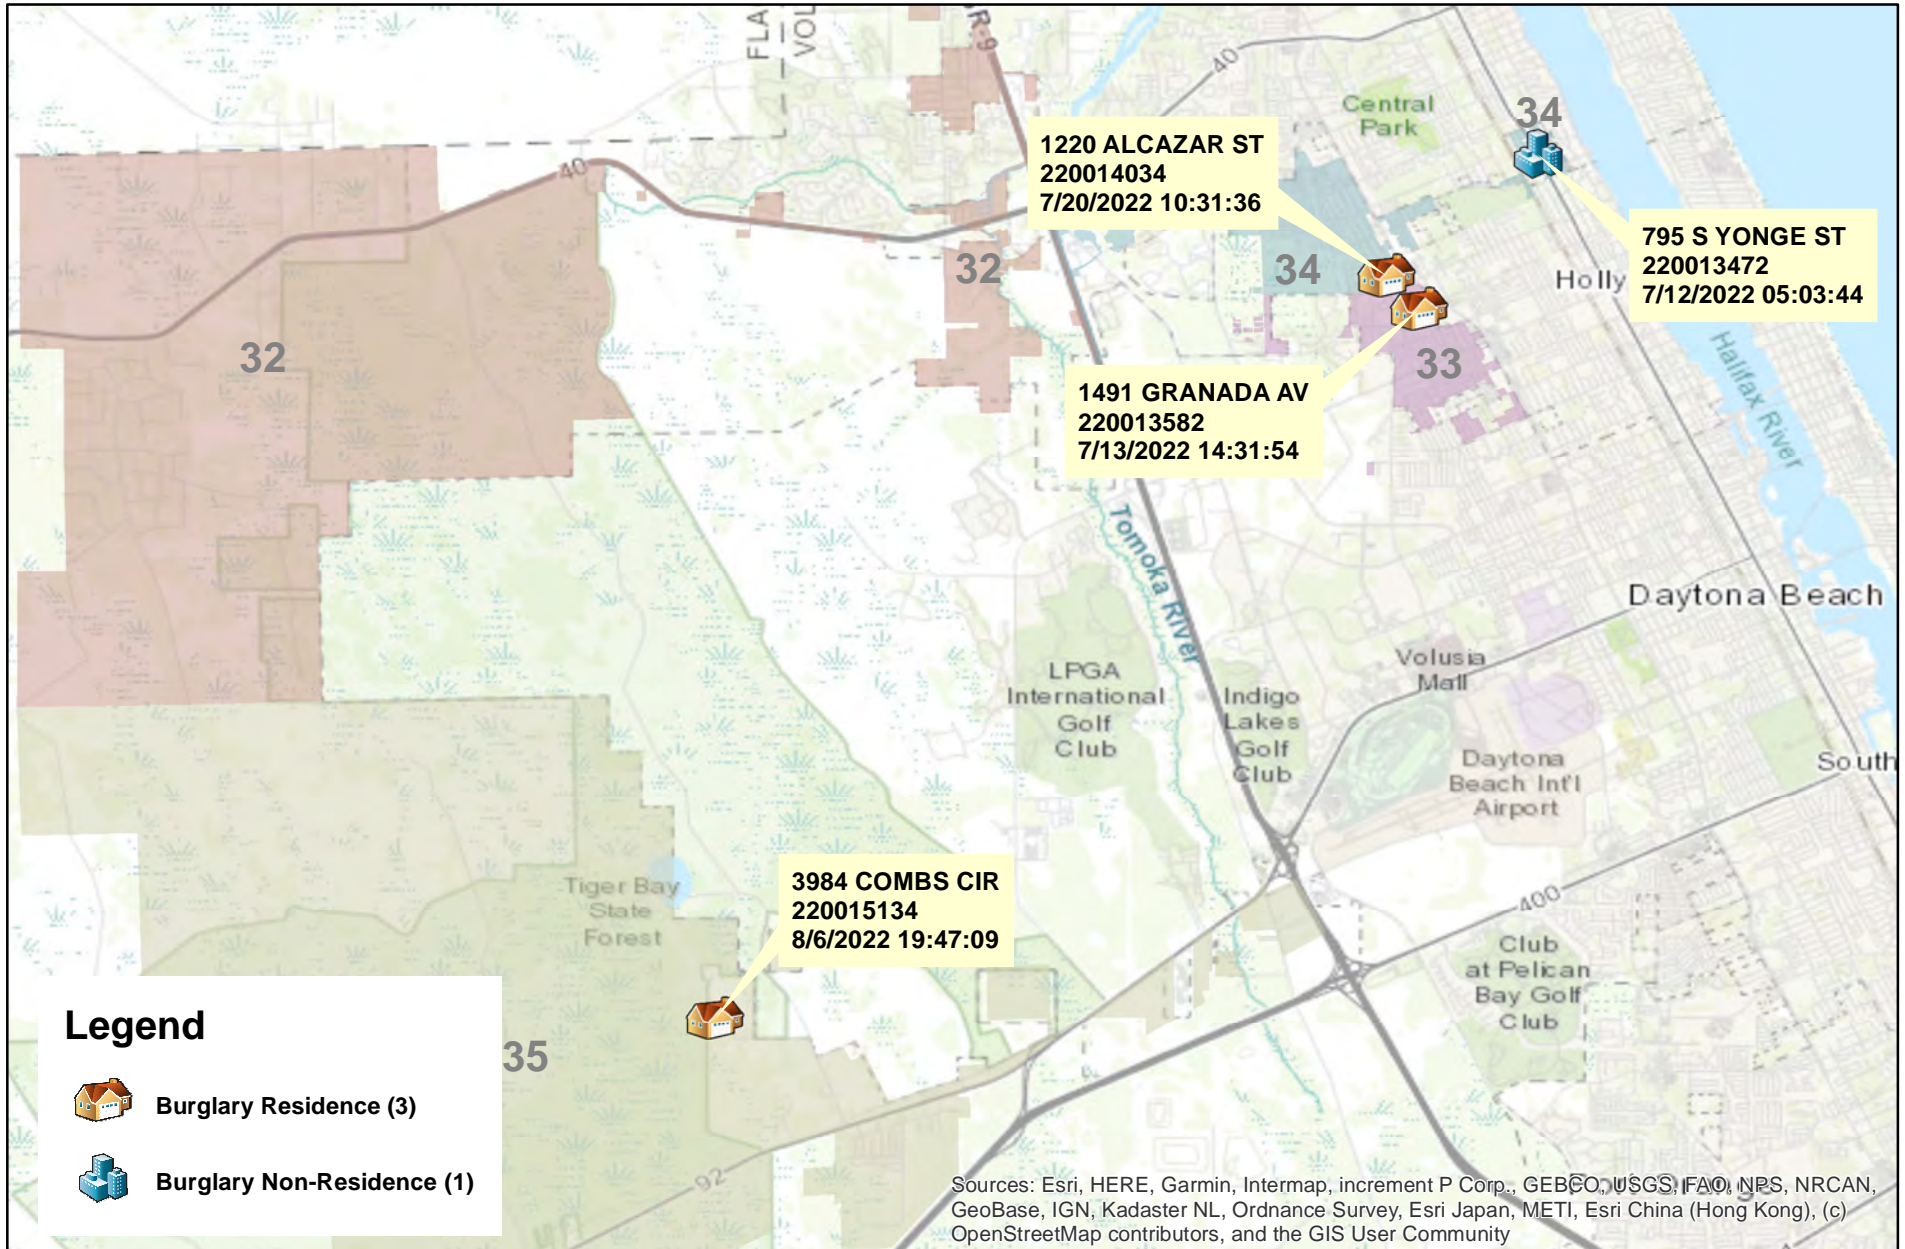 FLA
VOL
SR-9
40
Central
Park
34
1220 ALCAZAR ST
220014034
7/20/2022 10:31:36
795 S YONGE ST
220013472
7/12/2022 05:03:44
40
32
34
Holly
32
33
Halifax River
1491 GRANADA AV
220013582
7/13/2022 14:31:54
Tomoka River
Daytona Beach
LPGA
International
Golf
Club
Indigo
Lakes
Golf
Club
Volusia
Mall
Daytona
Beach Int'l
Airport
South
Tiger Bay
State
Forest
3984 COMBS CIR
220015134
8/6/2022 19:47:09
400
Club
at Pelican
Bay Golf
Club
35
92
Legend
Burglary Residence (3)
Burglary Non-Residence (1)
Sources: Esri, HERE, Garmin, Intermap, increment P Corp., GEBCO, USGS, FAO, NPS, NRCAN,
GeoBase, IGN, Kadaster NL, Ordnance Survey, Esri Japan, METI, Esri China (Hong Kong), (c)
OpenStreetMap contributors, and the GIS User Community